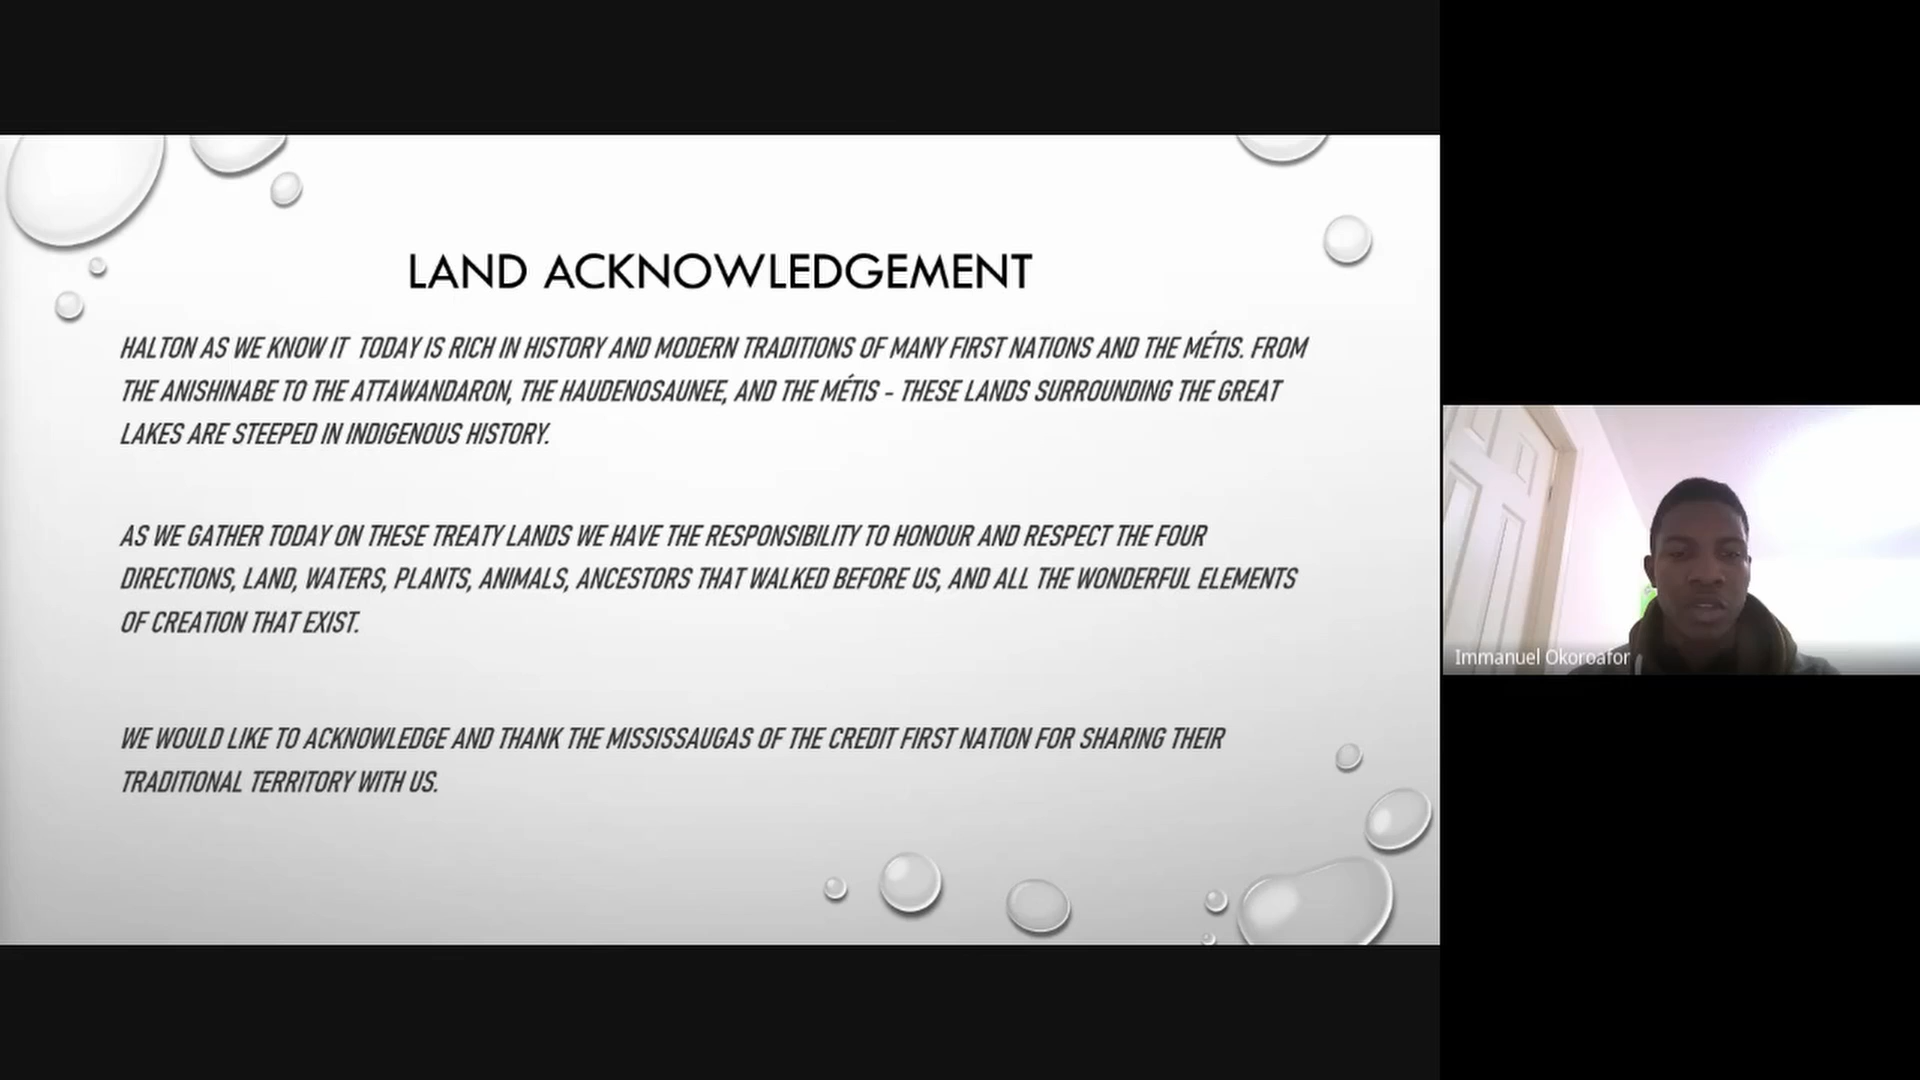 LAND ACKNOWLEDGEMENT
HALTON AS WE KNOW IT TODAY IS RICH IN HISTORY AND MODERN TRADITIONS OF MANY FIRST NATIONS AND THE MÉTIS. FROM
THE ANISHINABE TO THE ATTAWANDARON, THE HAUDENOSAUNEE, AND THE MÉTIS - THESE LANDS SURROUNDING THE GREAT
LAKES ARE STEEPED IN INDIGENOUS HISTORY.
AS WE GATHER TODAY ON THESE TREATY LANDS WE HAVE THE RESPONSIBILITY TO HONOUR AND RESPECT THE FOUR
DIRECTIONS, LAND, WATERS, PLANTS, ANIMALS, ANCESTORS THAT WALKED BEFORE US, AND ALL THE WONDERFUL ELEMENTS
OF CREATION THAT EXIST.
WE WOULD LIKE TO ACKNOWLEDGE AND THANK THE MISSISSAUGAS OF THE CREDIT FIRST NATION FOR SHARING THEIR
TRADITIONAL TERRITORY WITH US.
Immanuel Okoroafor